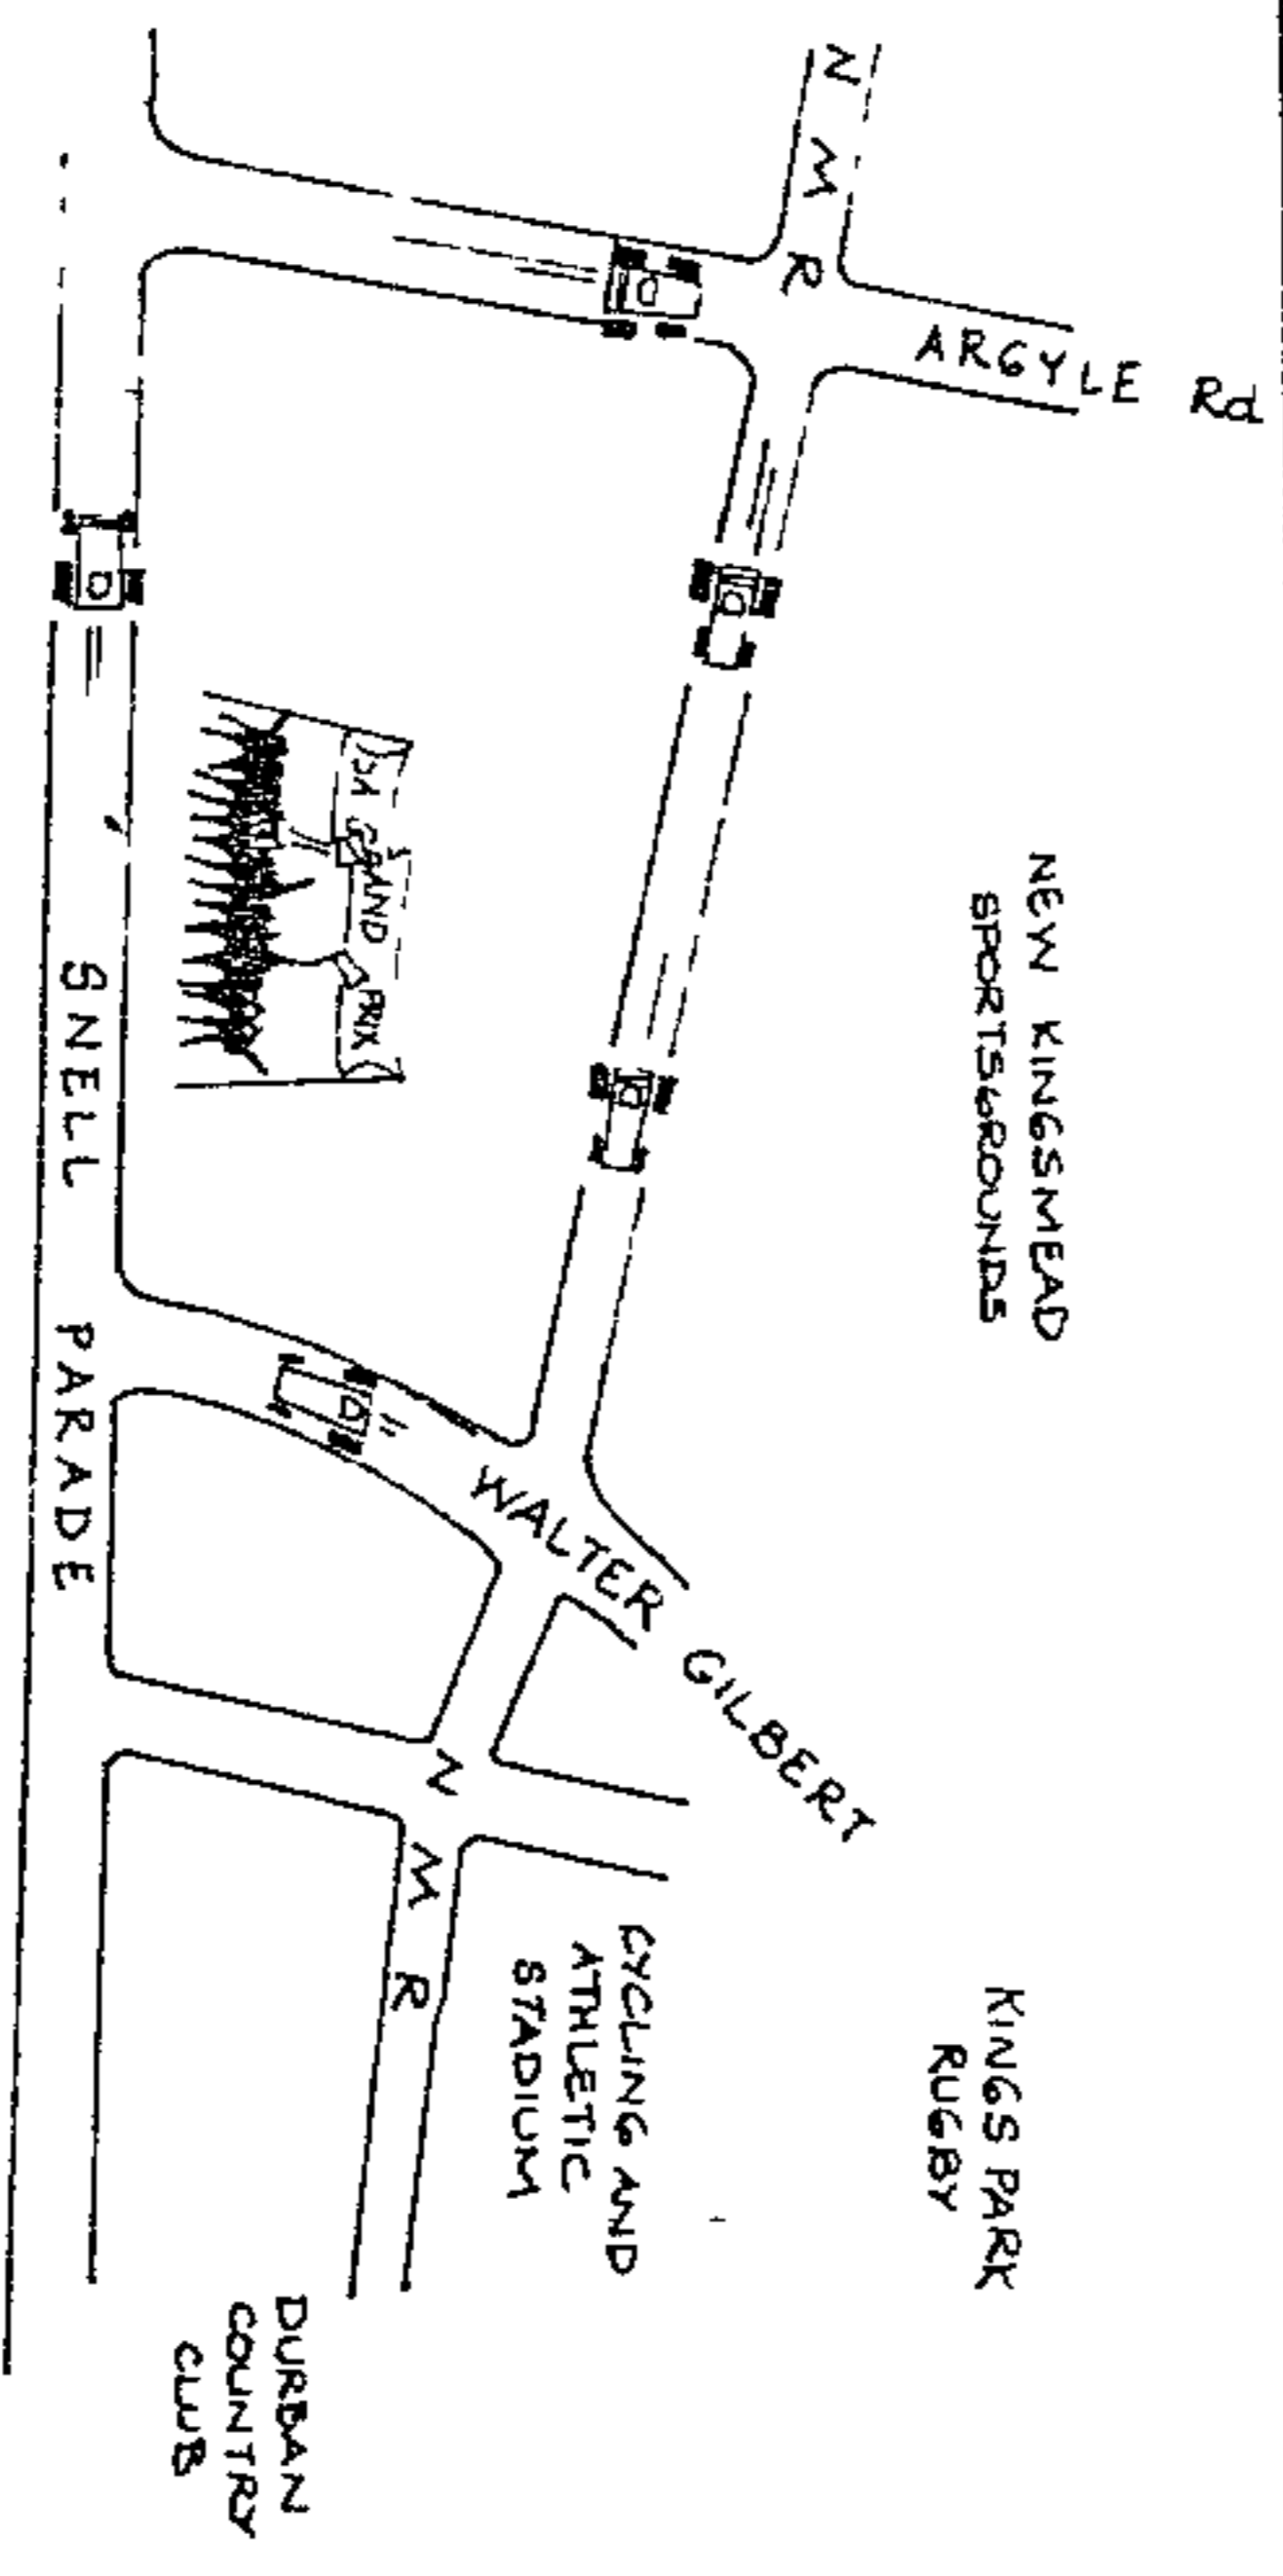 N M R
ARGYLE Rd
NEW KINGSMEAD
SPORTSGROUNDS
KINGS PARK
RUGBY
WALTER GILBERT
CYCLING AND
ATHLETIC
STADIUM
N M R
SA GRAND PRIX
SNELL PARADE
DURBAN
COUNTRY
CLUB